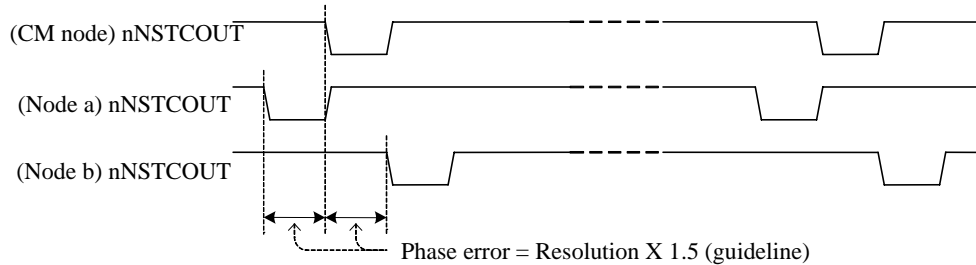 (CM node) nNSTCOUT
(Node a) nNSTCOUT
(Node b) nNSTCOUT
Phase error = Resolution X 1.5 (guideline)